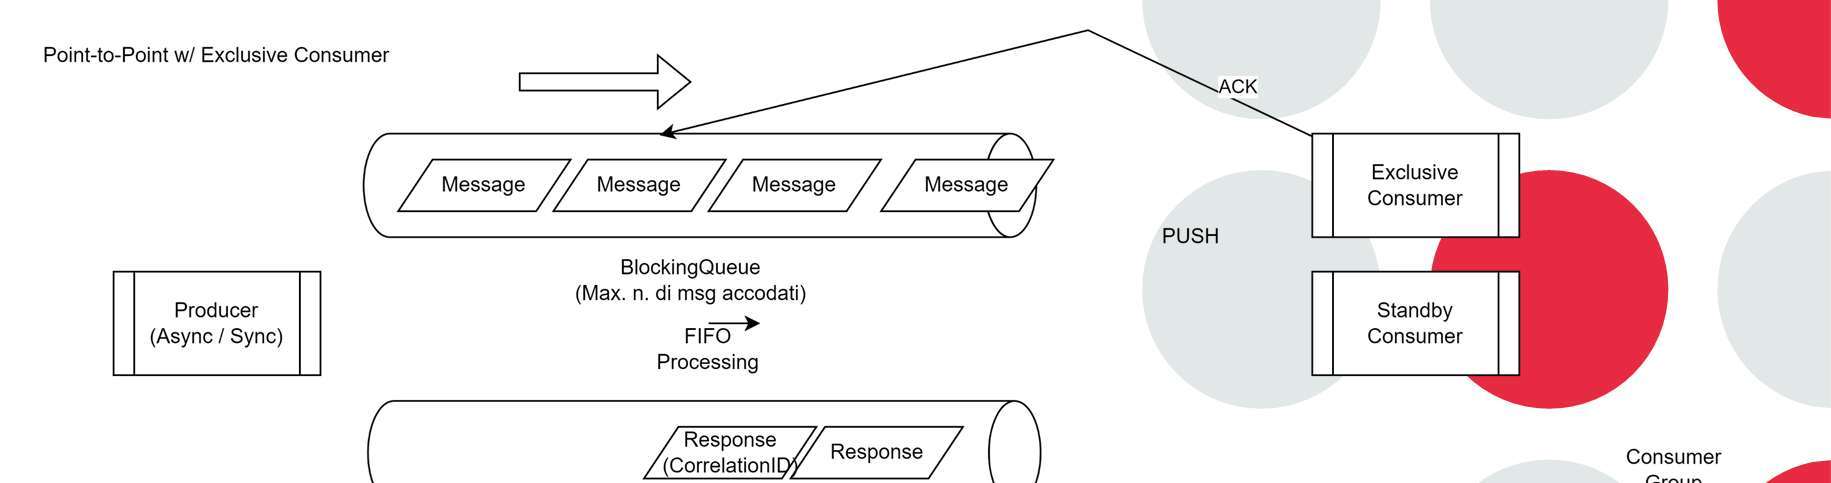 Point-to-Point w/ Exclusive Consumer
ACK
Message
Message
Message
Message
Exclusive
Consumer
PUSH
BlockingQueue
(Max. n. di msg accodati)
FIFO
Processing
Producer
(Async / Sync)
Standby
Consumer
Response
(CorrelationID)
Response
Consumer
Group